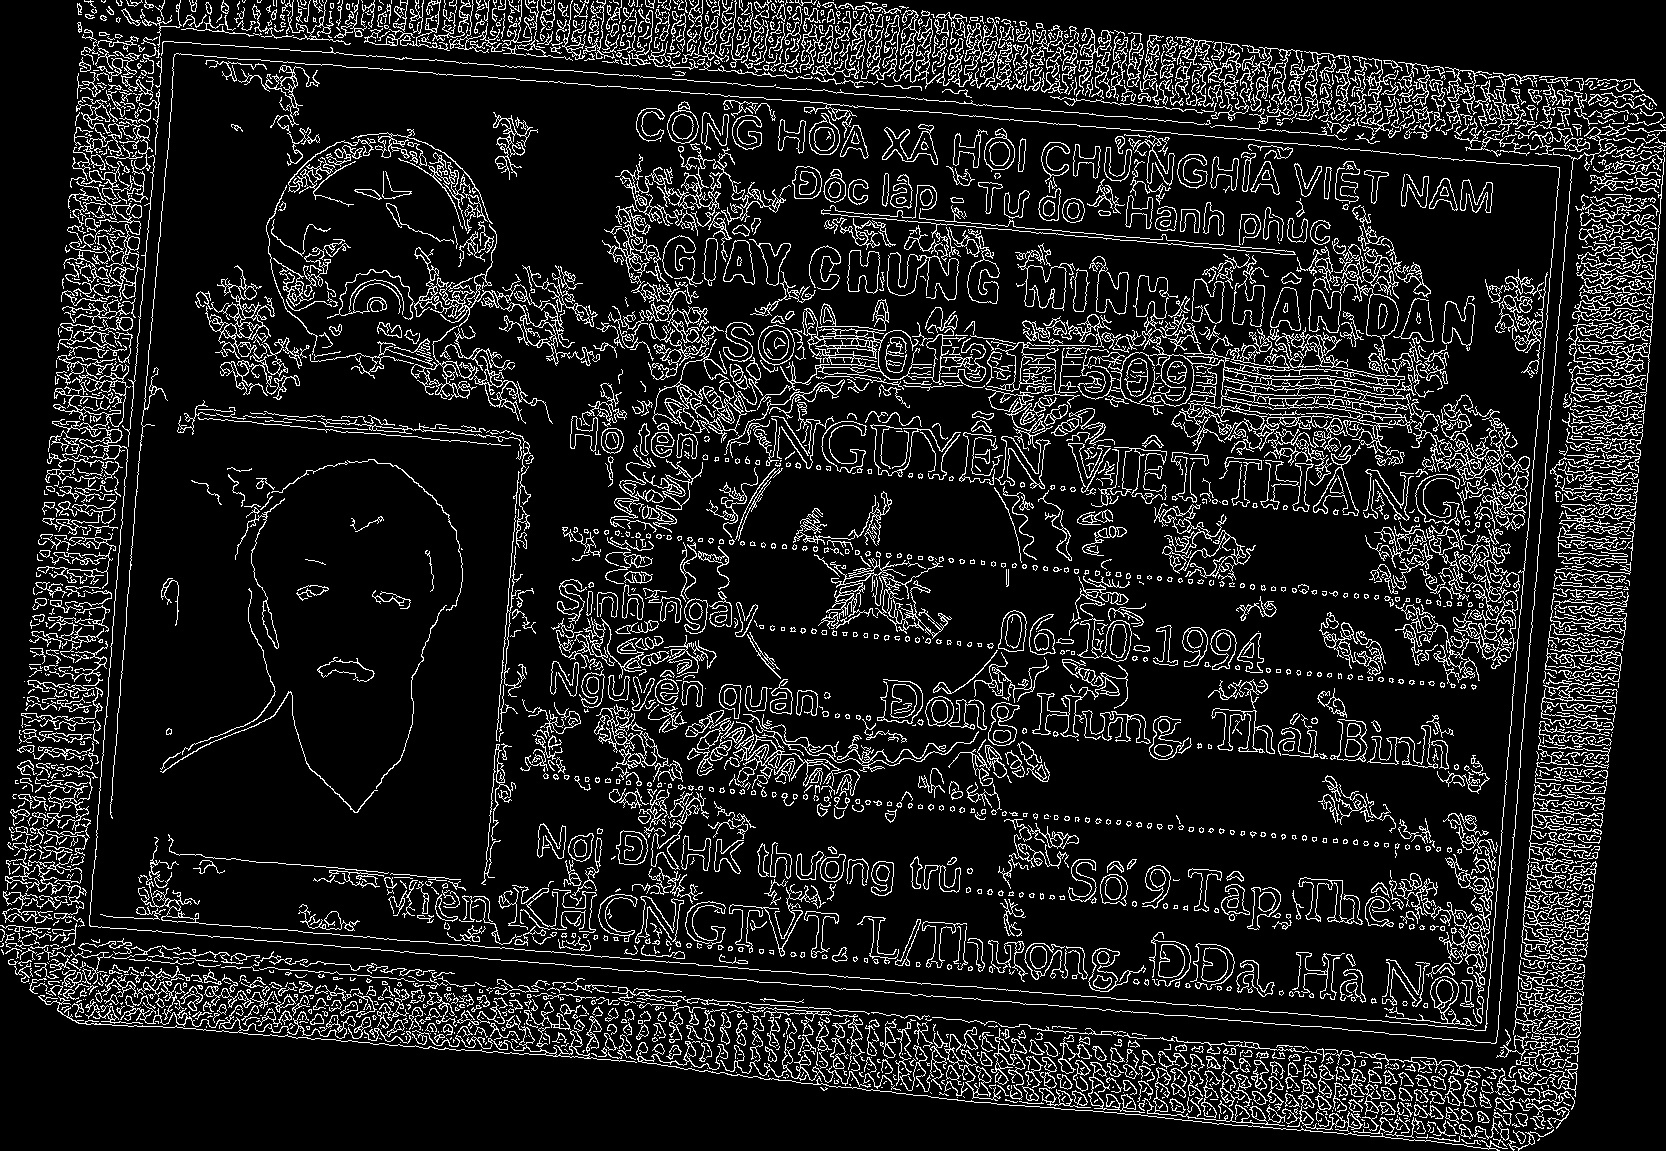 CỘNG HÒA XÃ HỘI CHỦ NGHĨA VIỆT NAM
Độc lập - Tự do - Hạnh phúc
GIẤY CHỨNG MINH NHÂN DÂN
SỐ 013115091
Họ tên: NGUYỄN VIỆT THẮNG
Sinh ngày 06-10-1994
Nguyên quán: Đông Hưng, Thái Bình
Nơi ĐKHK thường trú: Số 9 Tập Thể
Viện KHCNGTVT, L/Thượng, ĐĐa, Hà Nội